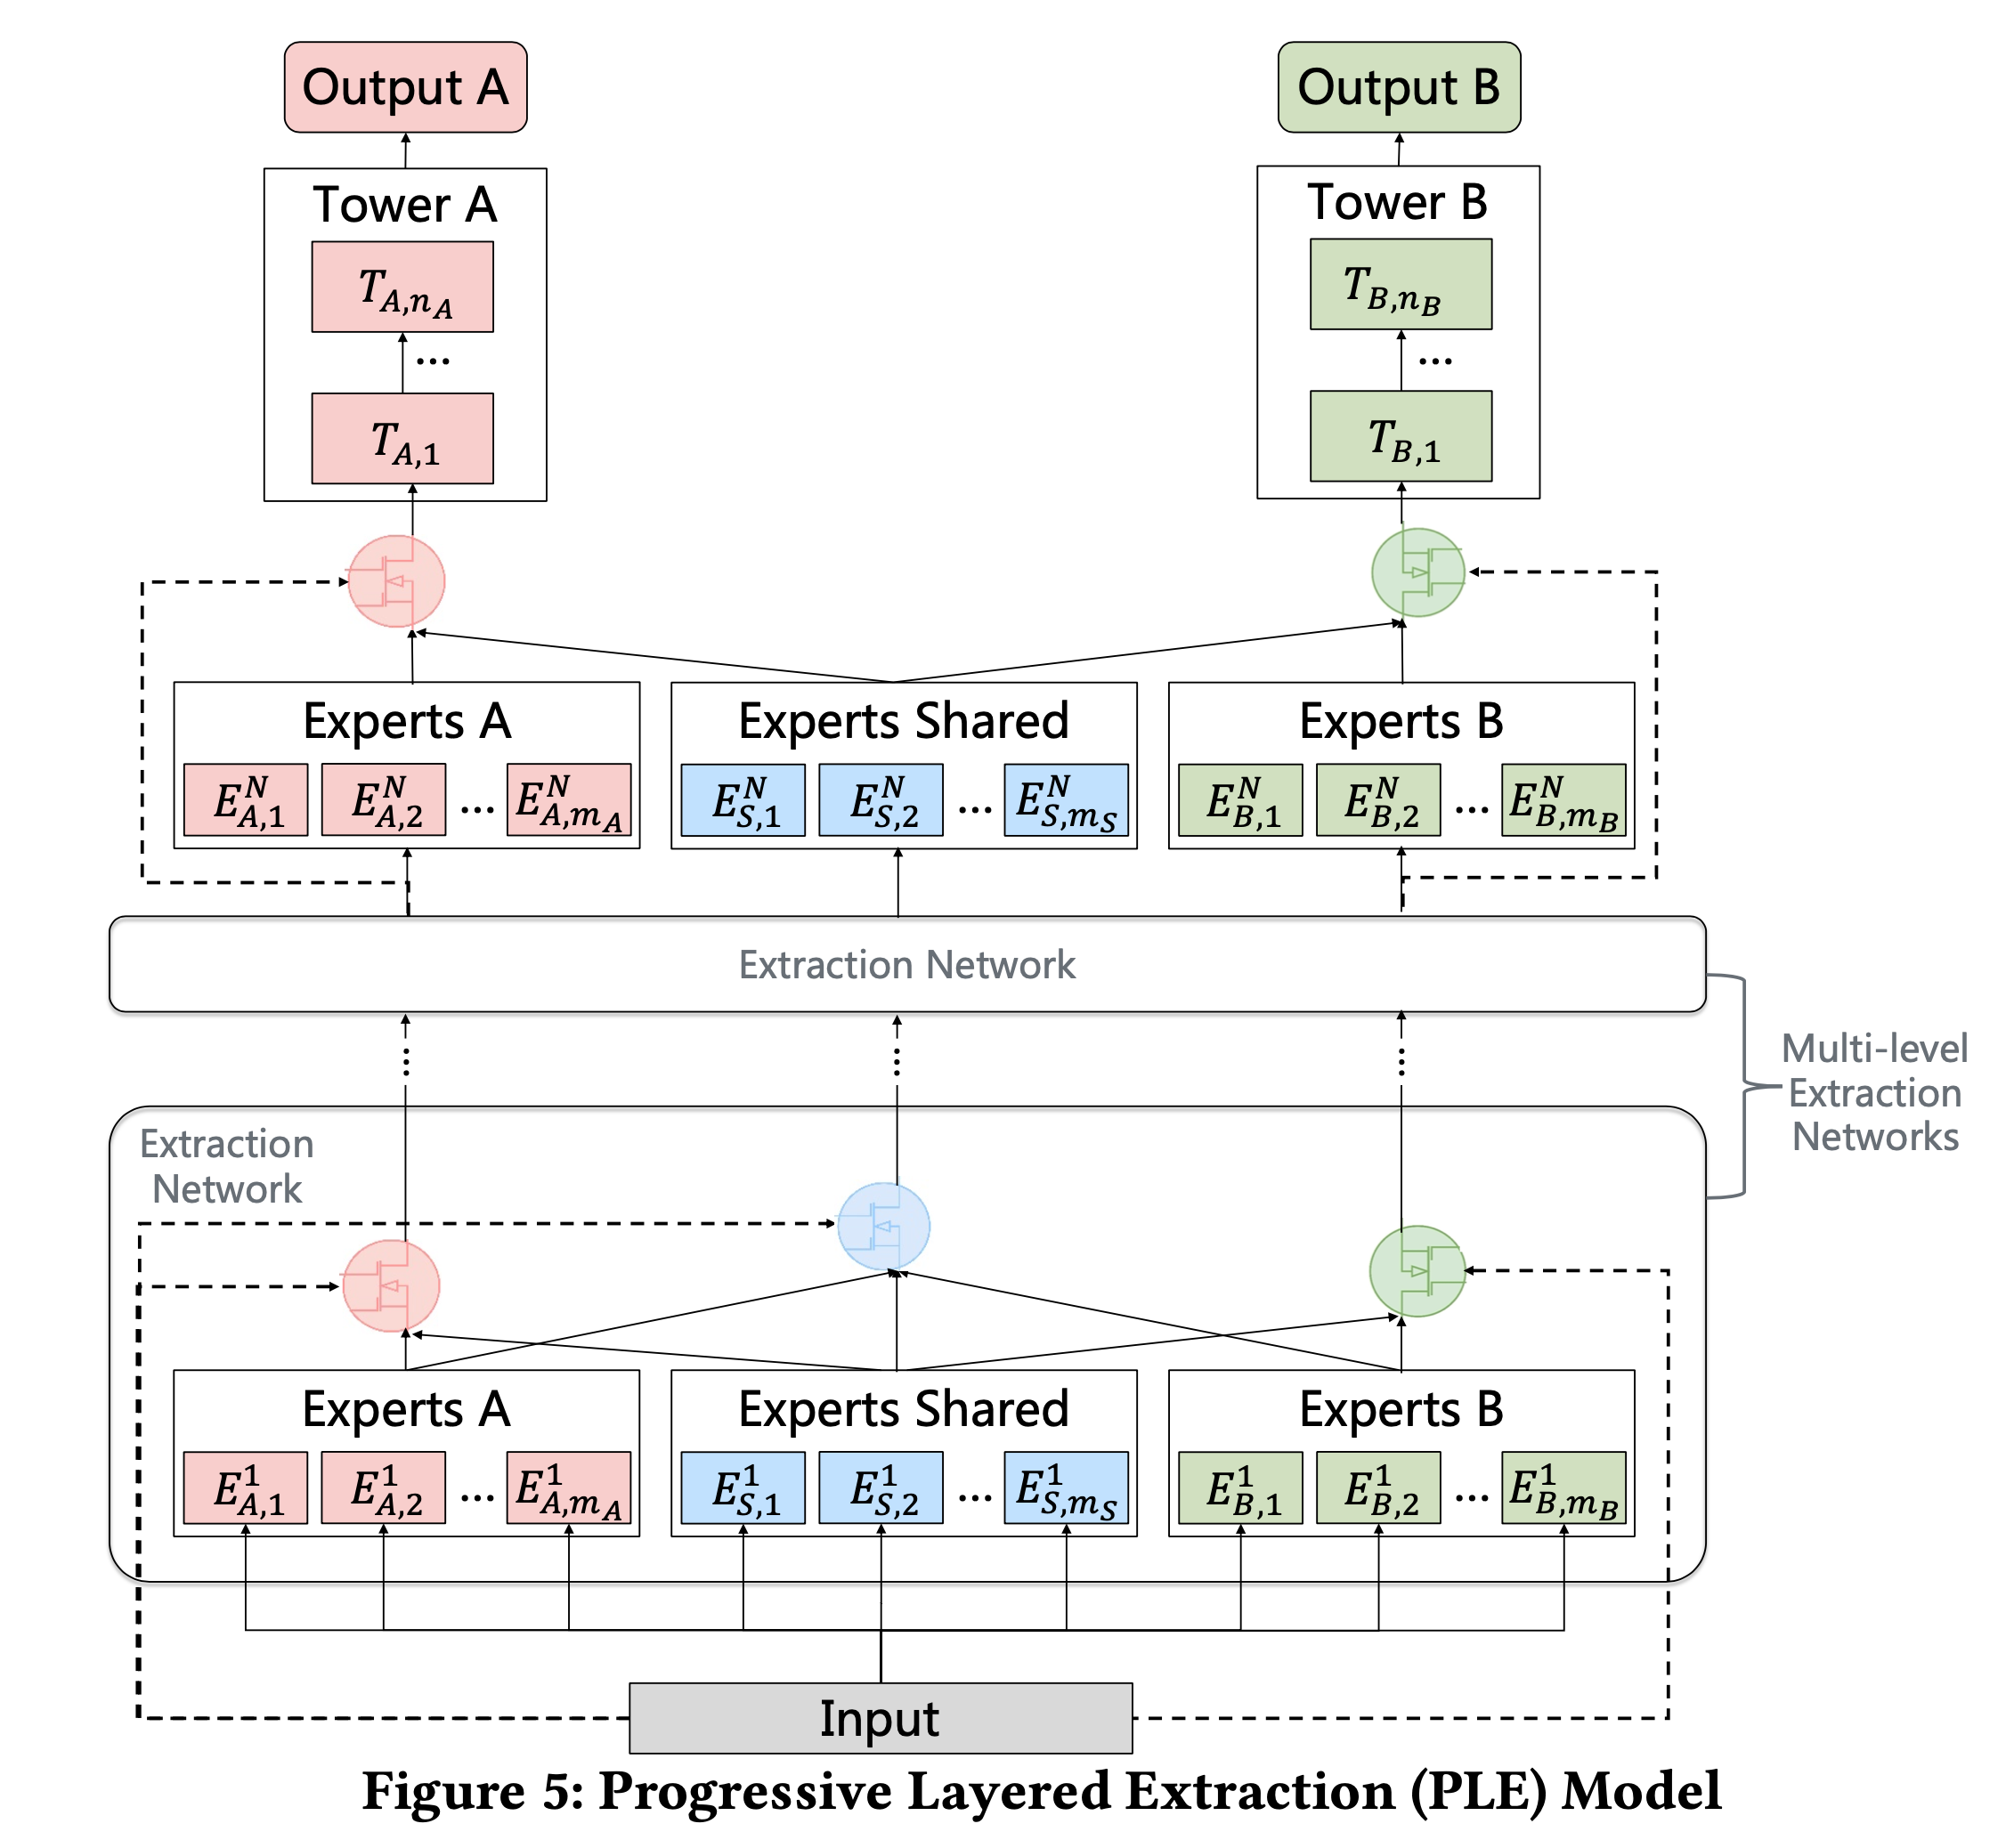 Output A
Output B
Tower A
Tower B
T_{A,n_A}
T_{B,n_B}
...
...
T_{A,1}
T_{B,1}
Experts A
Experts Shared
Experts B
E^N_{A,1} E^N_{A,2} ... E^N_{A,m_A}
E^N_{S,1} E^N_{S,2} ... E^N_{S,m_S}
E^N_{B,1} E^N_{B,2} ... E^N_{B,m_B}
Extraction Network
... ... ...
Multi-level
Extraction
Networks
Extraction
Network
Experts A
Experts Shared
Experts B
E^1_{A,1} E^1_{A,2} ... E^1_{A,m_A}
E^1_{S,1} E^1_{S,2} ... E^1_{S,m_S}
E^1_{B,1} E^1_{B,2} ... E^1_{B,m_B}
Input
Figure 5: Progressive Layered Extraction (PLE) Model